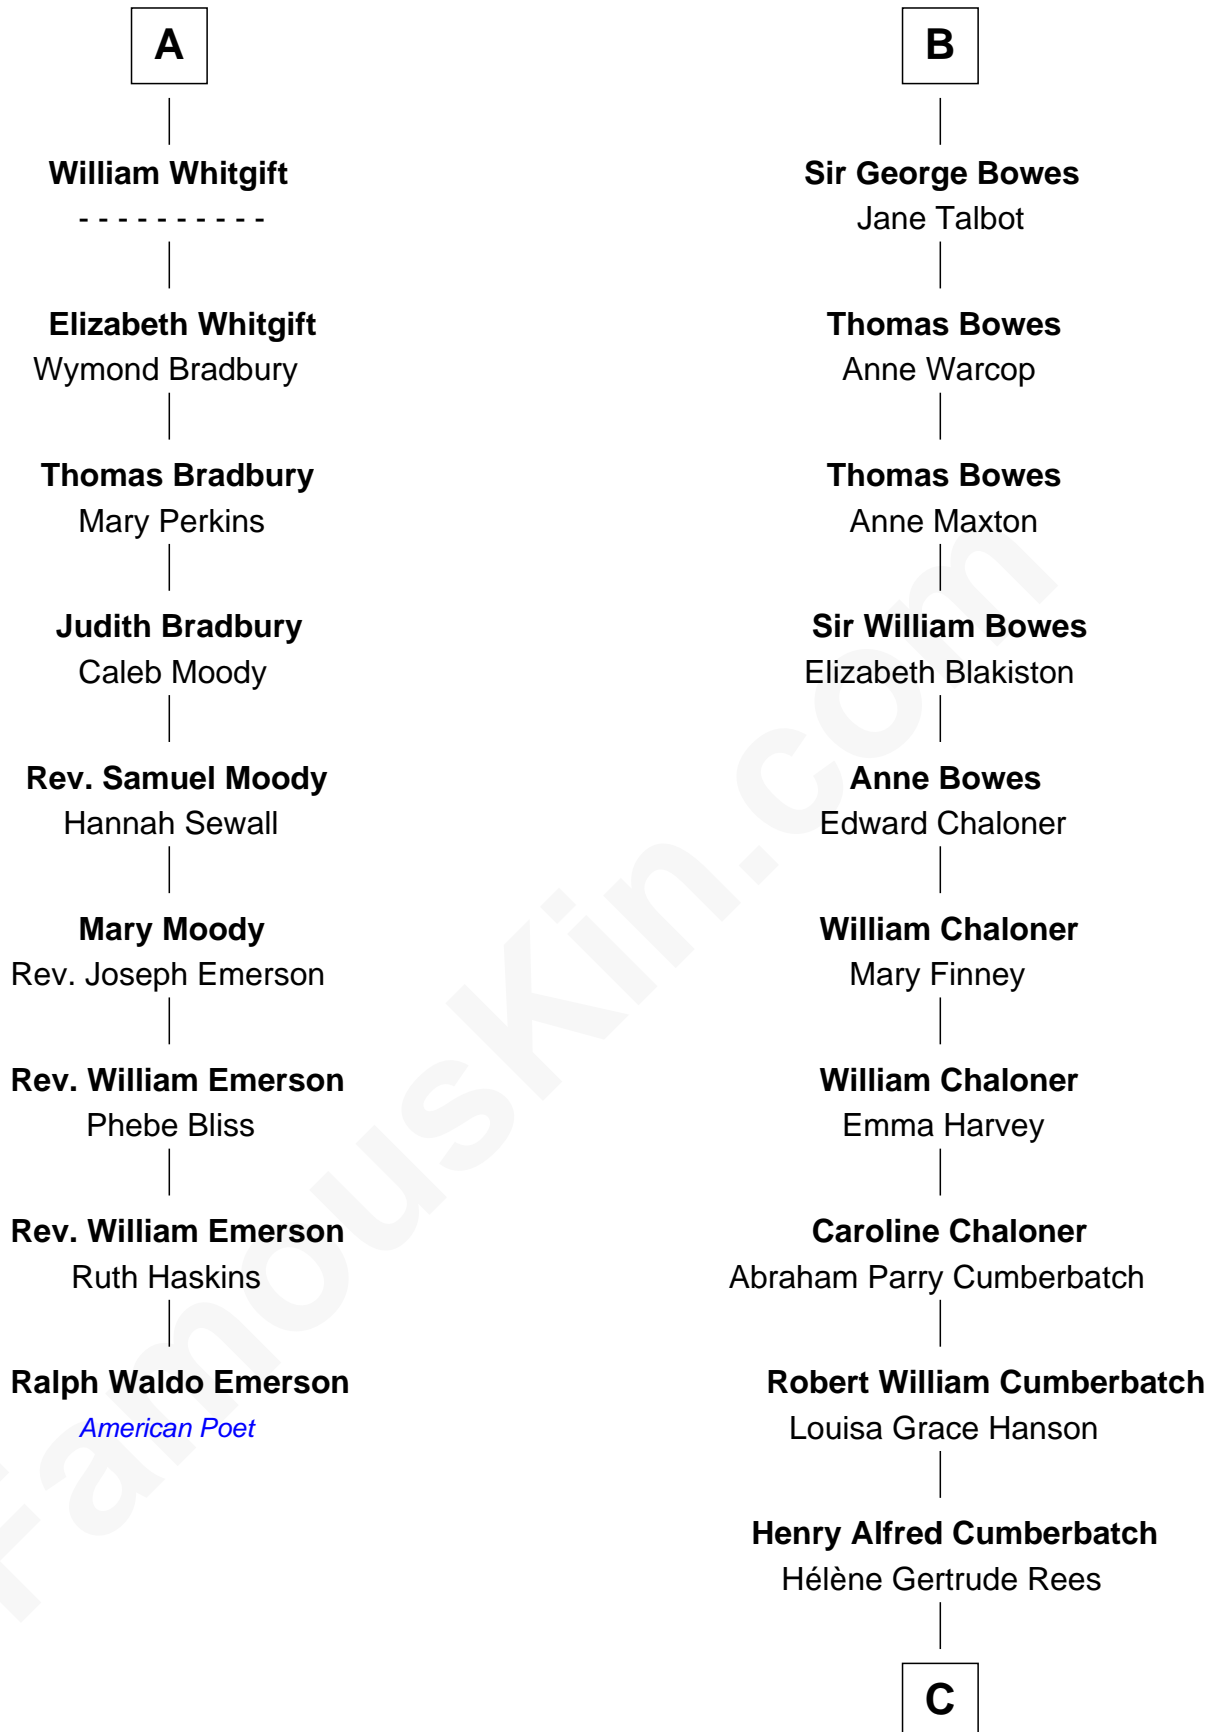 A
William Whitgift
- - - - - - - - - -
Elizabeth Whitgift
Wymond Bradbury
Thomas Bradbury
Mary Perkins
Judith Bradbury
Caleb Moody
Rev. Samuel Moody
Hannah Sewall
Mary Moody
Rev. Joseph Emerson
Rev. William Emerson
Phebe Bliss
Rev. William Emerson
Ruth Haskins
Ralph Waldo Emerson
American Poet
B
Sir George Bowes
Jane Talbot
Thomas Bowes
Anne Warcop
Thomas Bowes
Anne Maxton
Sir William Bowes
Elizabeth Blakiston
Anne Bowes
Edward Chaloner
William Chaloner
Mary Finney
William Chaloner
Emma Harvey
Caroline Chaloner
Abraham Parry Cumberbatch
Robert William Cumberbatch
Louisa Grace Hanson
Henry Alfred Cumberbatch
Hélène Gertrude Rees
C
FamousKin.com